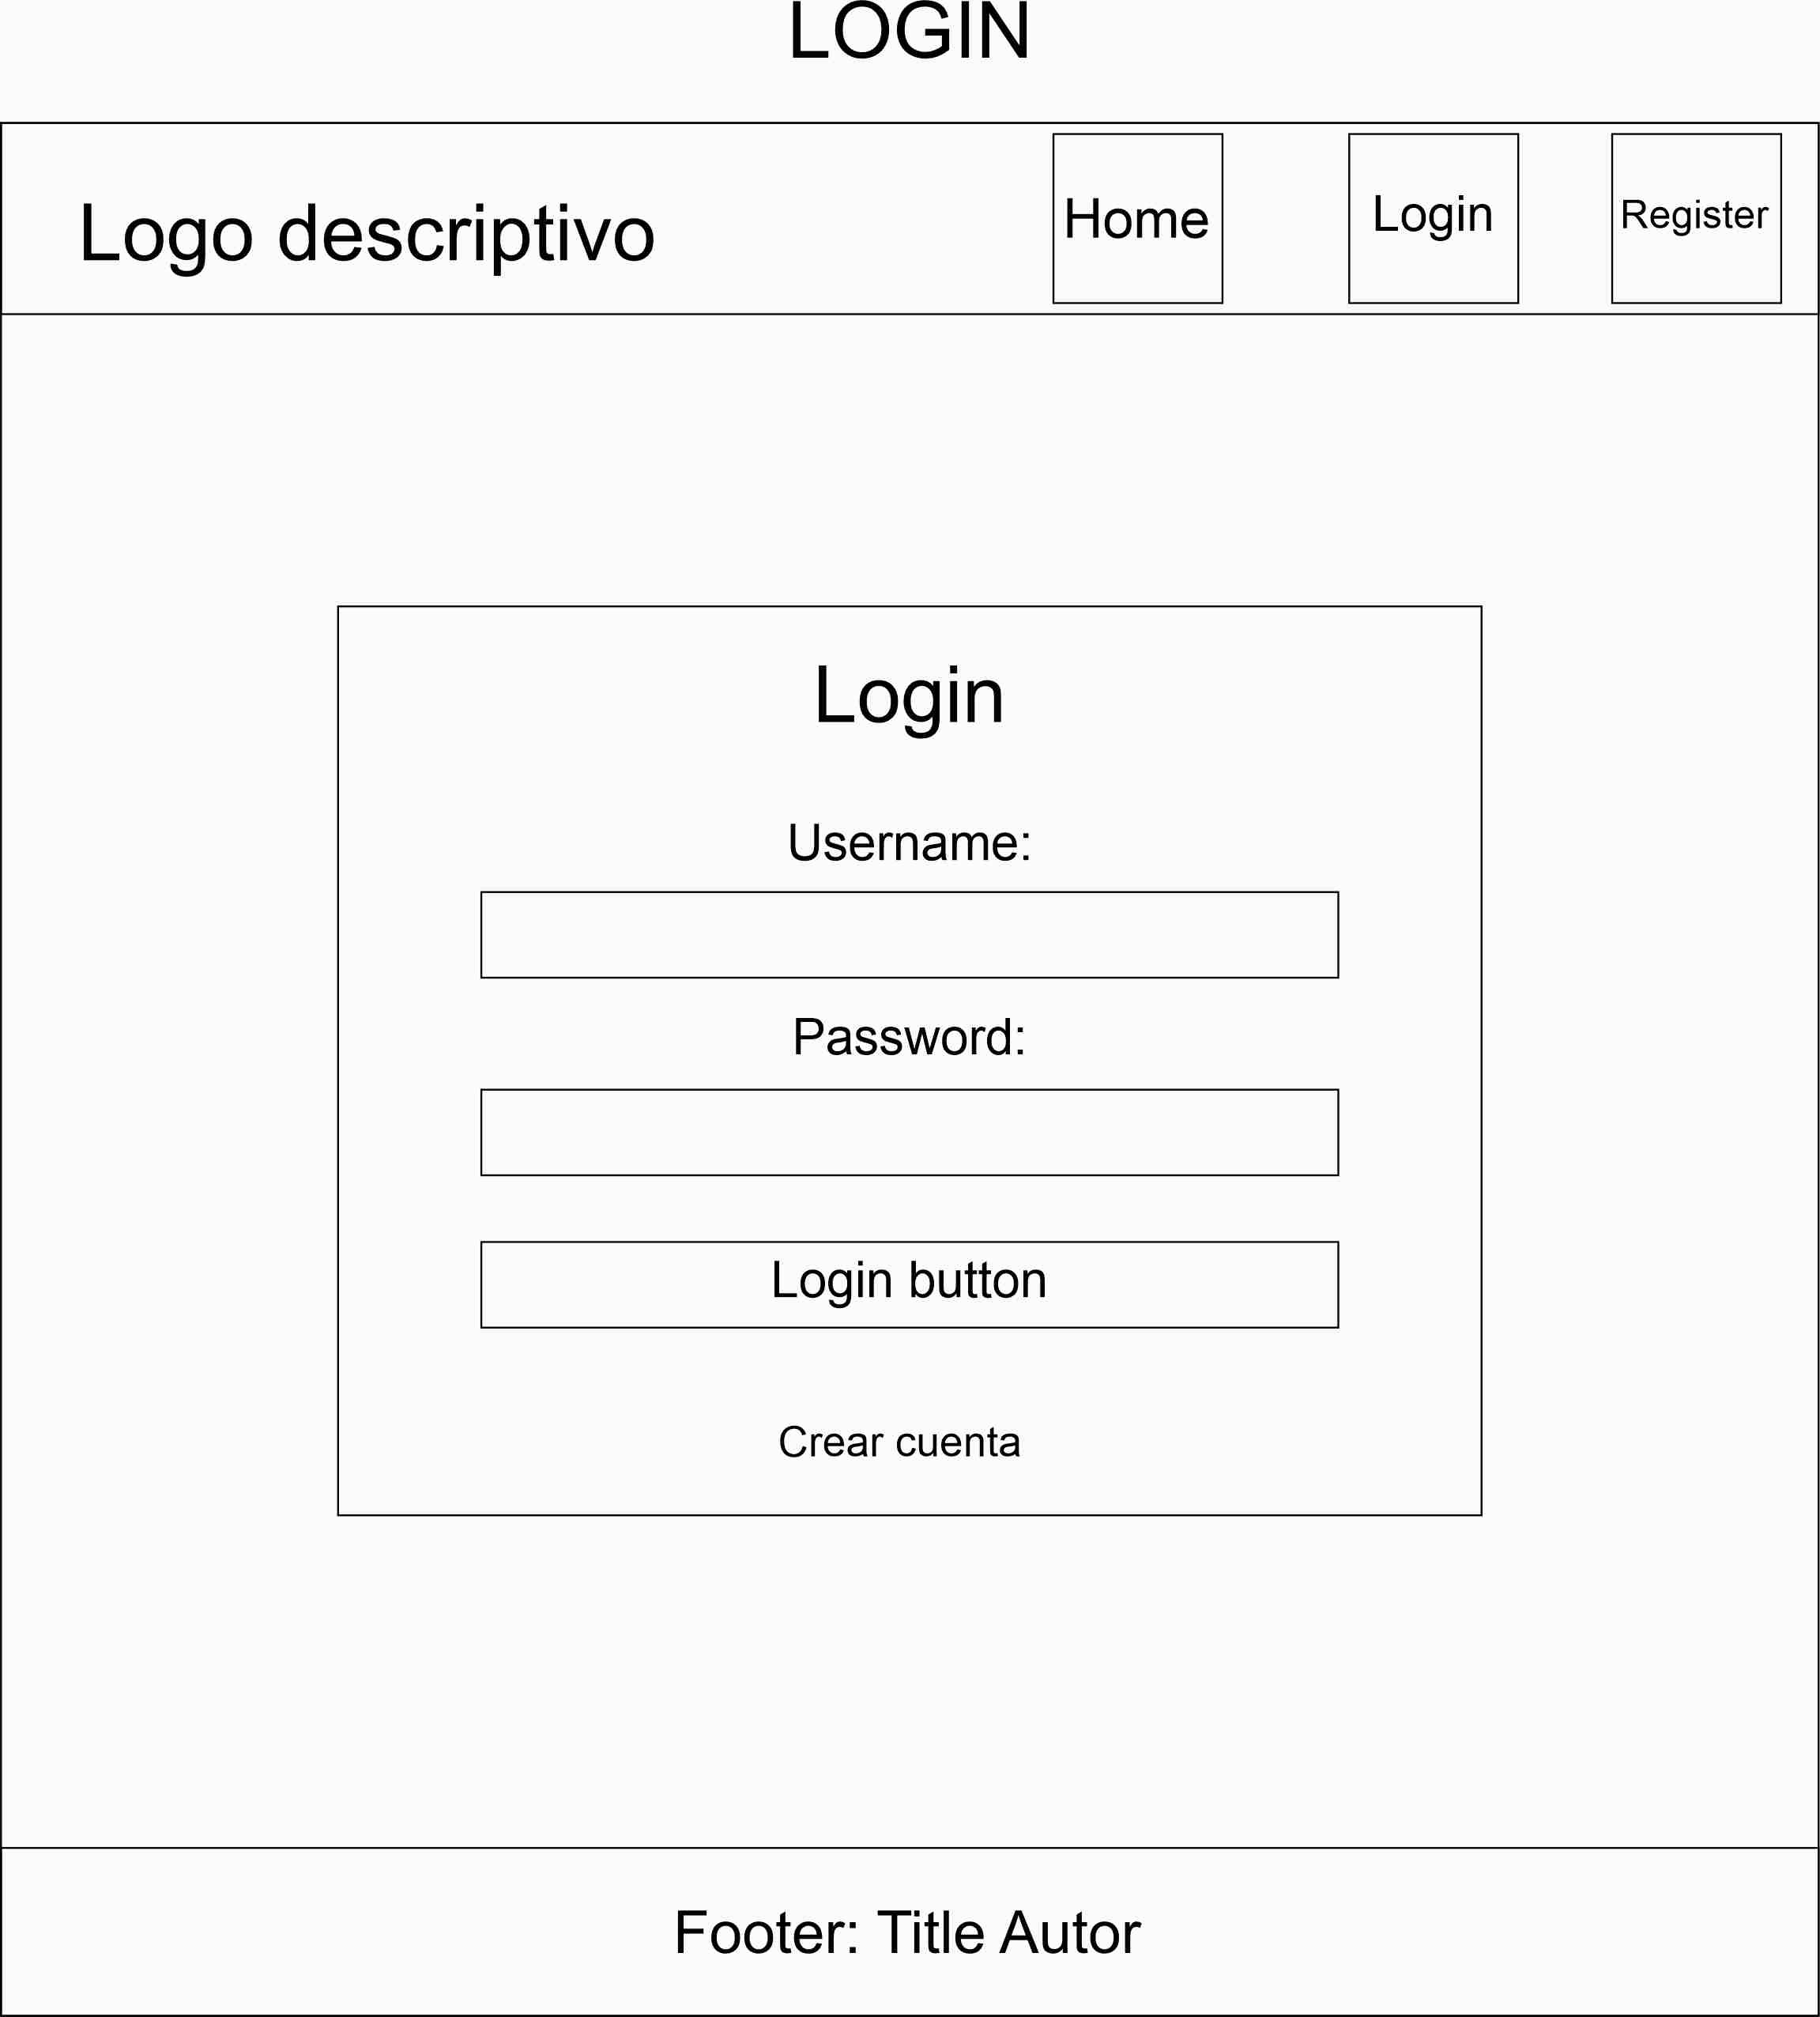 LOGIN
Logo descriptivo
Home
Login
Register
Login
Username:
Password:
Login button
Crear cuenta
Footer: Title Autor